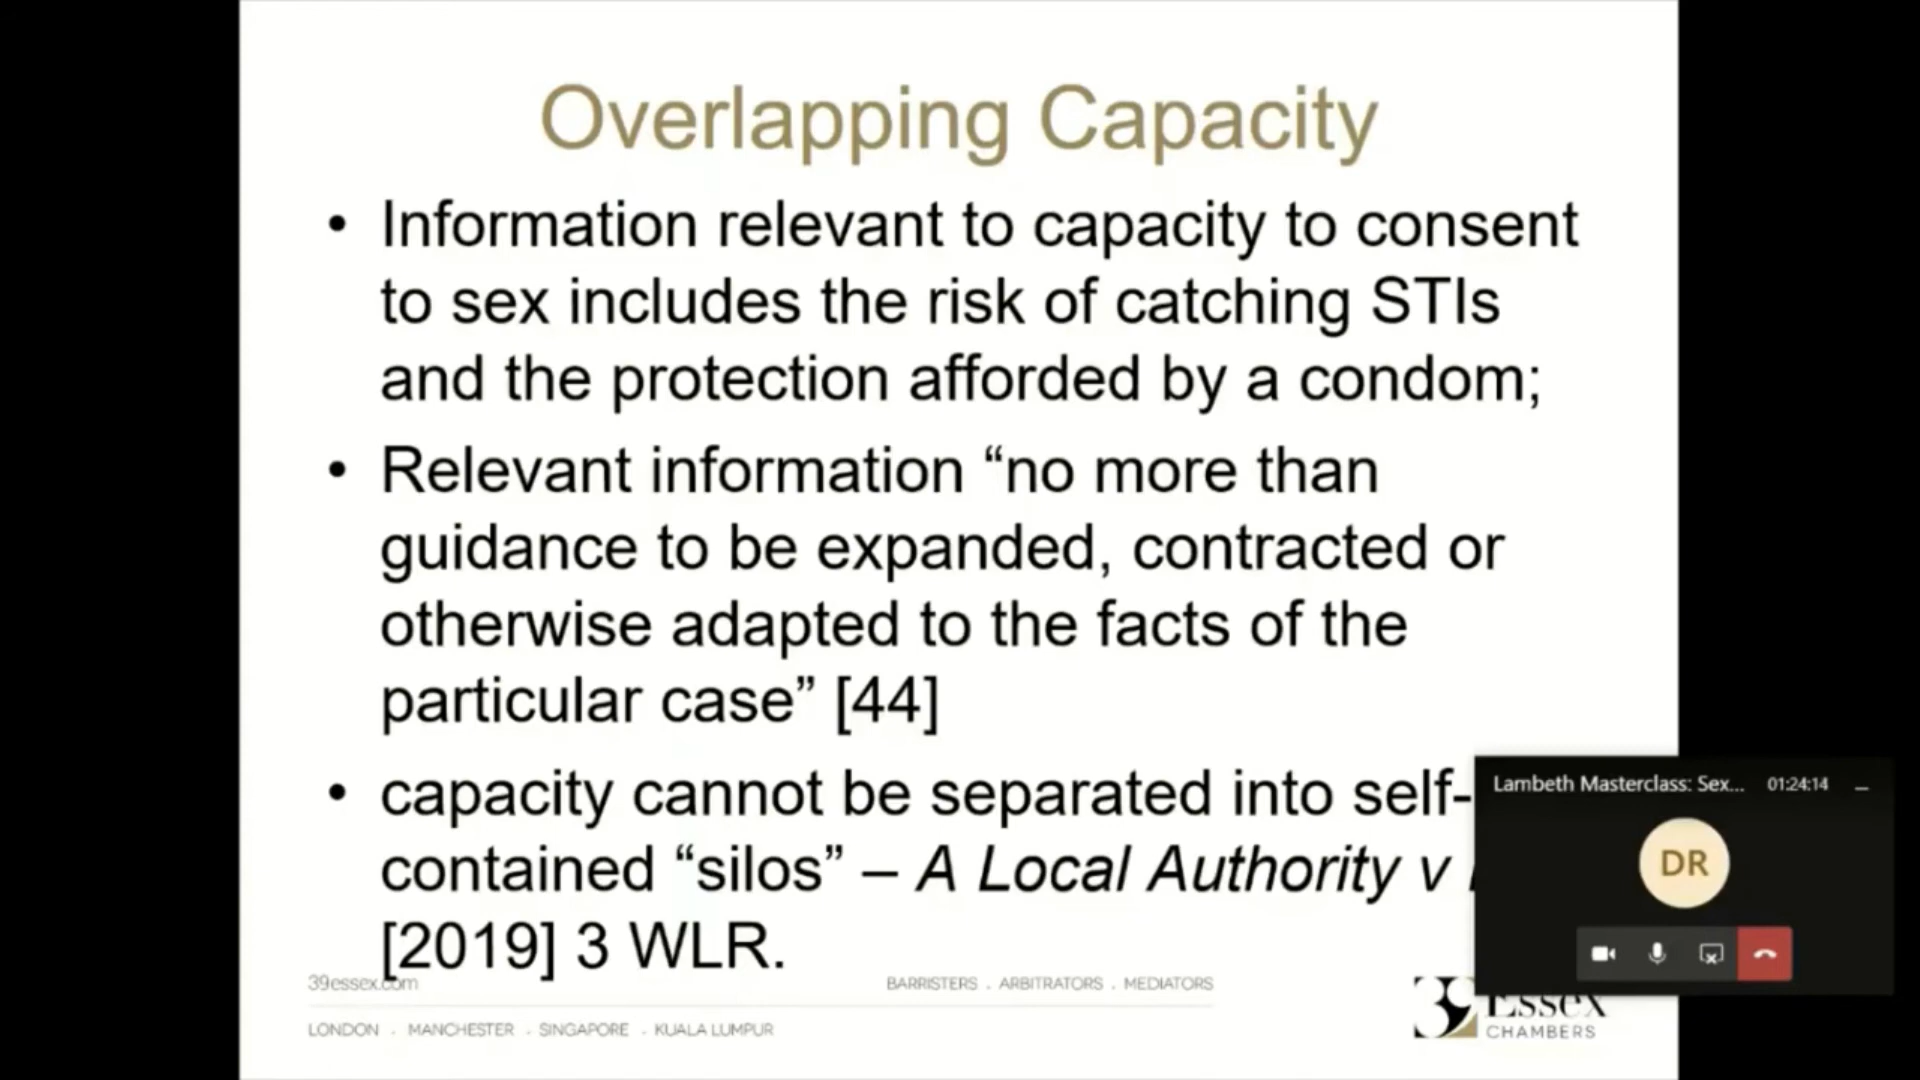 Overlapping Capacity
• Information relevant to capacity to consent
to sex includes the risk of catching STIs
and the protection afforded by a condom;
• Relevant information “no more than
guidance to be expanded, contracted or
otherwise adapted to the facts of the
particular case” [44]
• capacity cannot be separated into self-
contained “silos” – A Local Authority v
[2019] 3 WLR.
Lambeth Masterclass: Sex... 01:24:14
DR
39essex.com
BARRISTERS . ARBITRATORS . MEDIATORS
LONDON . MANCHESTER . SINGAPORE . KUALA LUMPUR
39 Essex
CHAMBERS